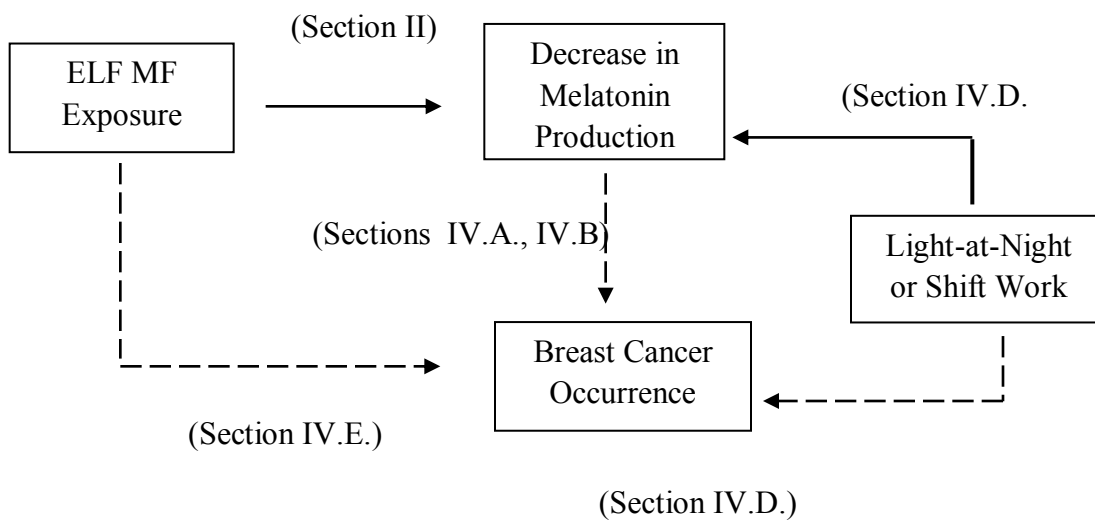 (Section II)
ELF MF
Exposure
Decrease in
Melatonin
Production
(Section IV.D.
(Sections IV.A., IV.B)
Light-at-Night
or Shift Work
Breast Cancer
Occurrence
(Section IV.E.)
(Section IV.D.)